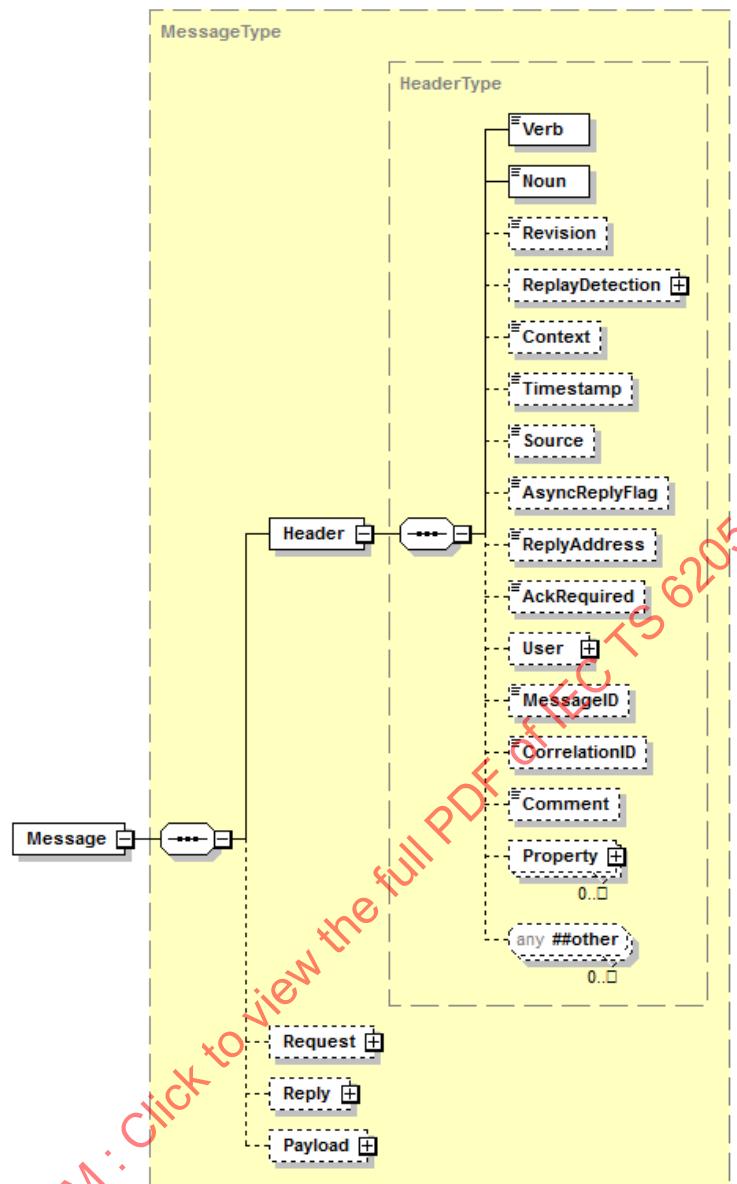 MessageType
HeaderType
Verb
Noun
Revision
ReplayDetection
Context
Timestamp
Source
AsyncReplyFlag
Header
ReplyAddress
AckRequired
User
MessageID
CorrelationID
Comment
Message
Property
0..□
any ##other
0..□
Request
Reply
Payload
M : Click to view the full PDF of IEC TS 6205